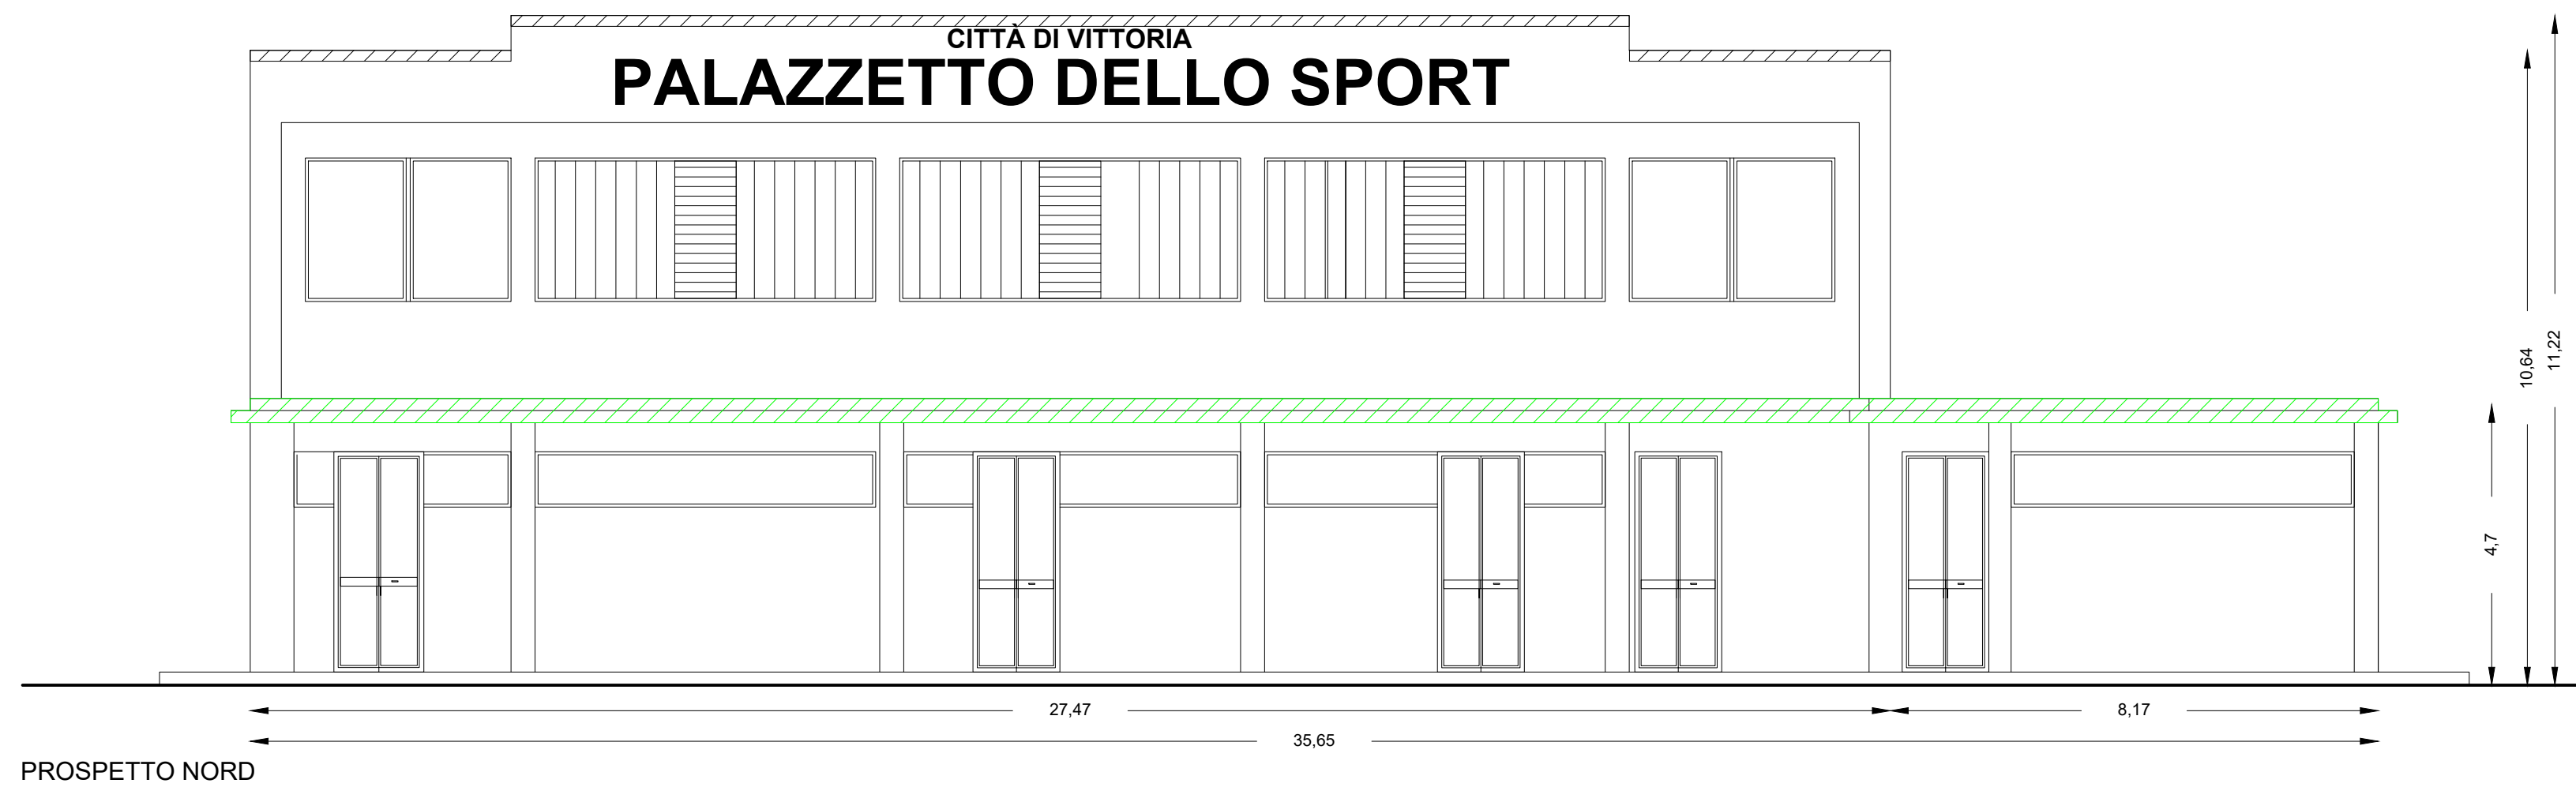 CITTÀ DI VITTORIA
PALAZZETTO DELLO SPORT
10,64
11,22
4,7
27,47
8,17
35,65
PROSPETTO NORD